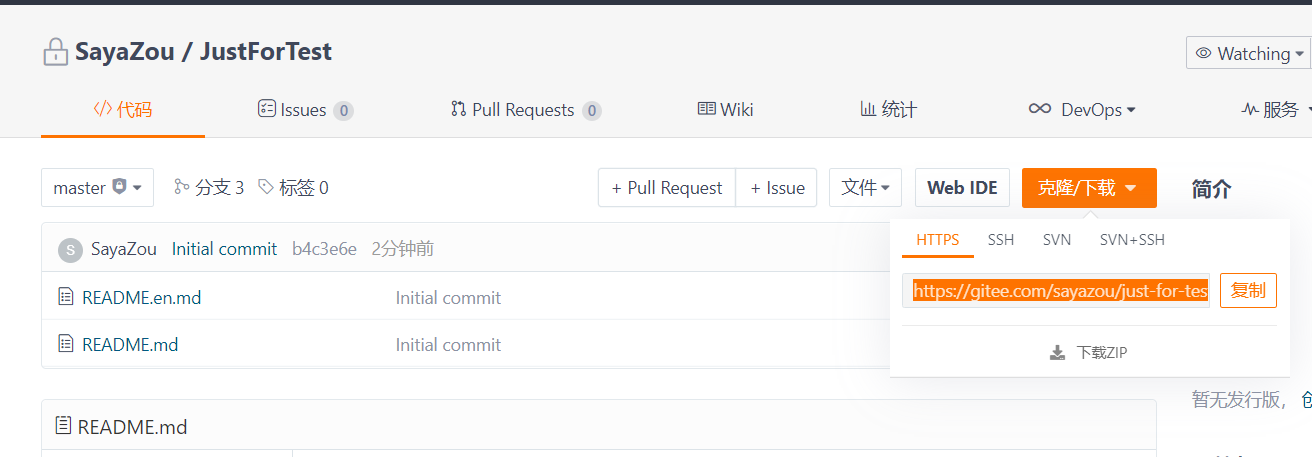 SayaZou / JustForTest
Watching
代码
Issues 0
Pull Requests 0
Wiki
统计
DevOps
服务
master
分支 3
标签 0
+ Pull Request
+ Issue
文件
Web IDE
克隆/下载
简介
S SayaZou Initial commit b4c3e6e 2分钟前
HTTPS SSH SVN SVN+SSH
README.en.md Initial commit
https://gitee.com/sayazou/just-for-tes
复制
README.md Initial commit
下载ZIP
暂无发行版，
README.md